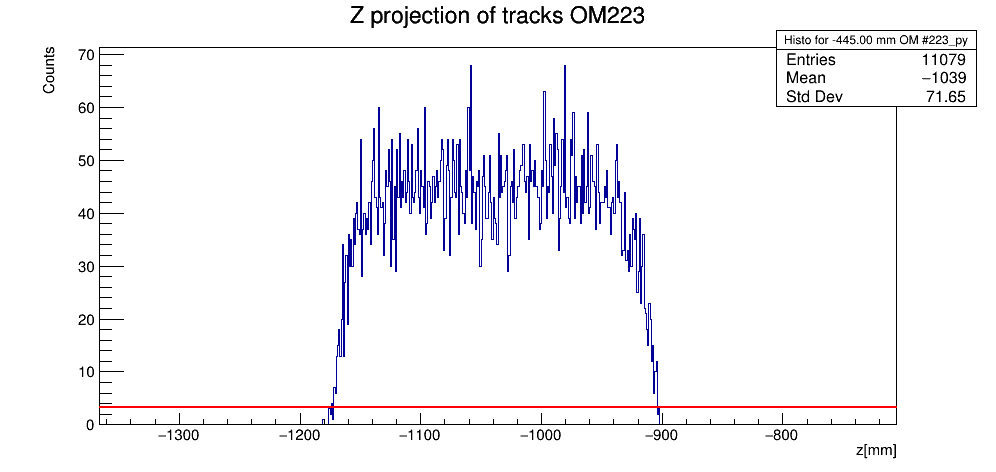 Z projection of tracks OM223
Histo for -445.00 mm OM #223_py
Entries 11079
Mean −1039
Std Dev 71.65
Counts
70
60
50
40
30
20
10
0
−1300 −1200 −1100 −1000 −900 −800
z[mm]